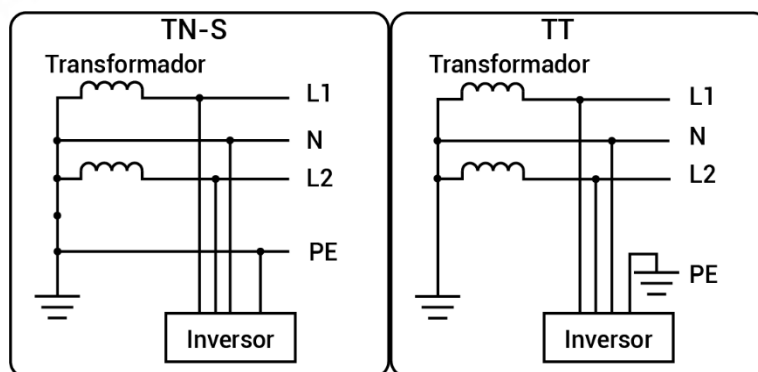 TN-S
Transformador
L1
N
L2
PE
Inversor
TT
Transformador
L1
N
L2
PE
Inversor